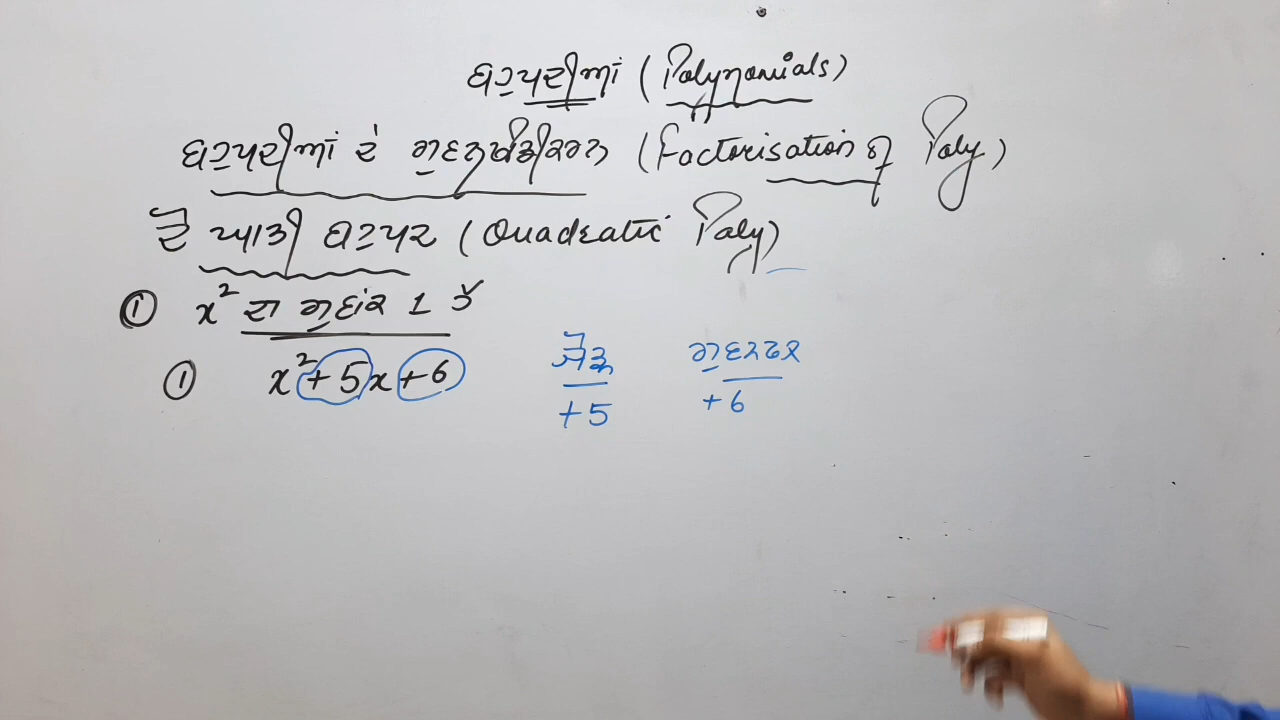 ਬਹੁਪਦੀਆਂ (Polynomials)
ਬਹੁਪਦੀਆਂ ਦੇ ਗੁਣਨਖੰਡੀਕਰਨ (Factorisation of Poly)
ਦੋ ਘਾਤੀ ਬਹੁਪਦ (Quadratic Poly)
① x² ਦਾ ਗੁਣਾਂਕ 1 ਤੇ
① x²+5x+6 ਜੋੜ ਗੁਣਨਫਲ
+5 +6